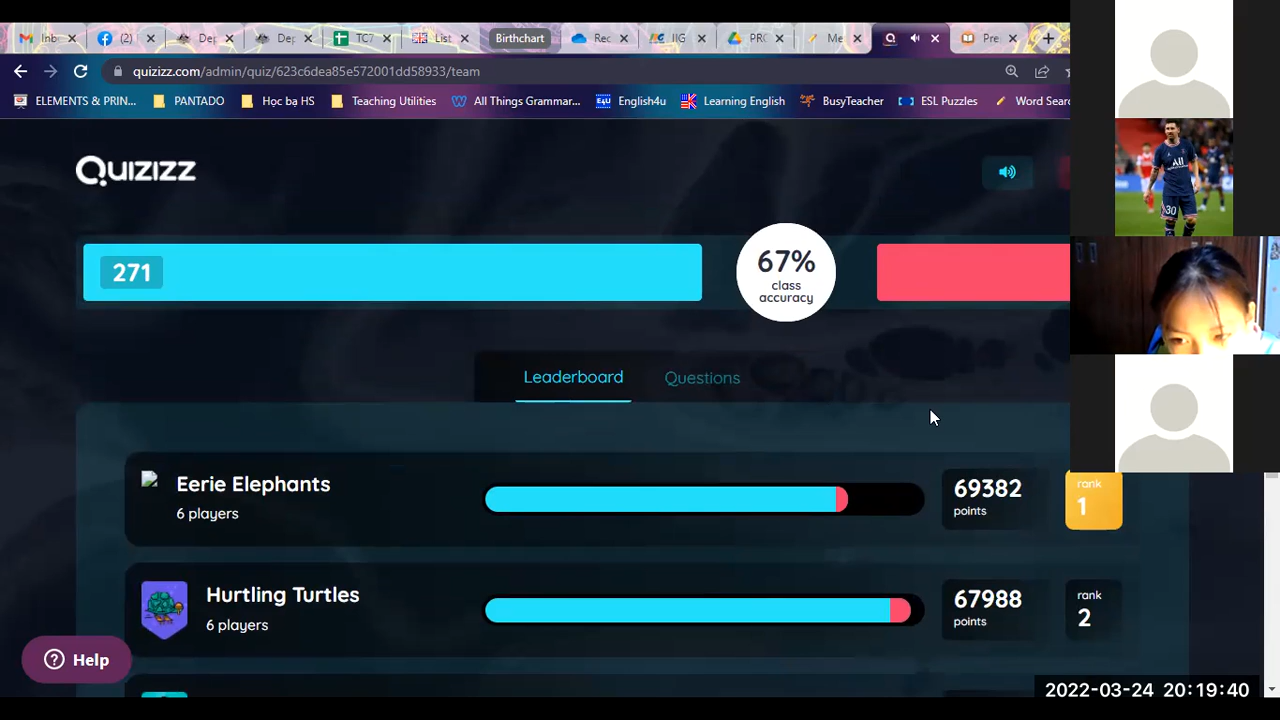 Inb
(2)
Dep
Dep
TC7
List
Birthchart
Rec
IIG
PRC
Me
Pre
quizizz.com/admin/quiz/623c6dea85e572001dd58933/team
ELEMENTS & PRIN...
PANTADO
Học bạ HS
Teaching Utilities
All Things Grammar...
English4u
Learning English
BusyTeacher
ESL Puzzles
Word Searc
Quizizz
271
67%
class
accuracy
Leaderboard
Questions
Eerie Elephants
6 players
69382
points
rank
1
Hurtling Turtles
6 players
67988
points
rank
2
Help
2022-03-24 20:19:40